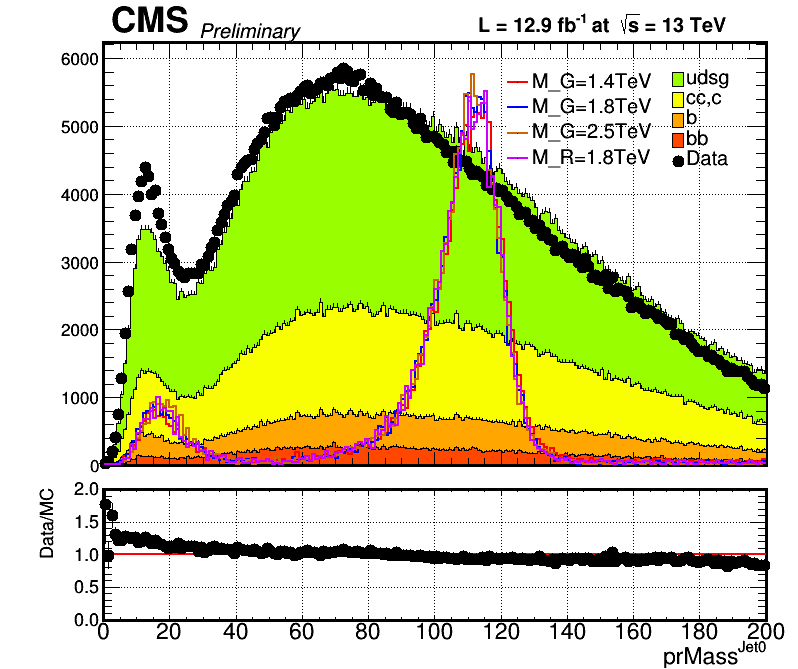 CMS Preliminary L = 12.9 fb⁻¹ at √s = 13 TeV
6000
5000
4000
3000
2000
1000
0
M_G=1.4TeV
M_G=1.8TeV
M_G=2.5TeV
M_R=1.8TeV
udsg
cc,c
b
bb
Data
Data/MC
2.0
1.5
1.0
0.5
0.0
0 20 40 60 80 100 120 140 160 180 200
prMass^Jet0